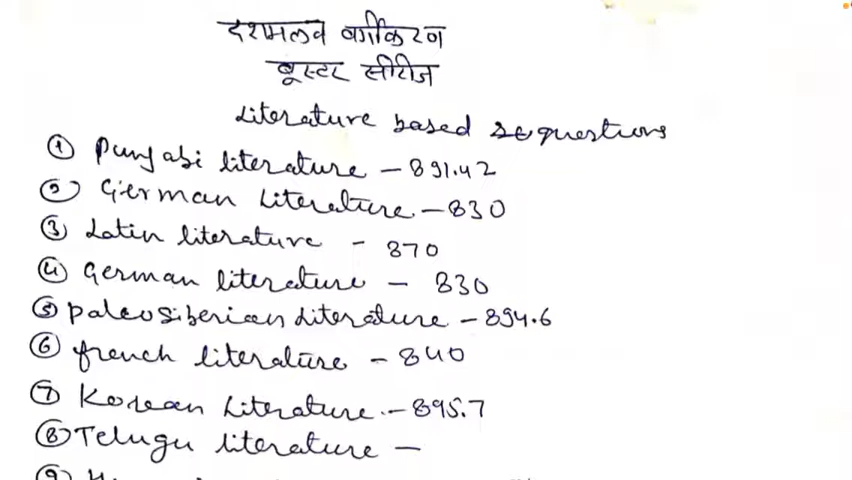 दशमलव वर्गीकरण
बूस्टर सीरीज
Literature based questions
① Punjabi literature - 891.42
② German Literature - 830
③ Latin literature - 870
④ German literature - 830
⑤ Paleosiberian Literature - 894.6
⑥ french literature - 840
⑦ Korean Literature - 895.7
⑧ Telugu literature -
⑨